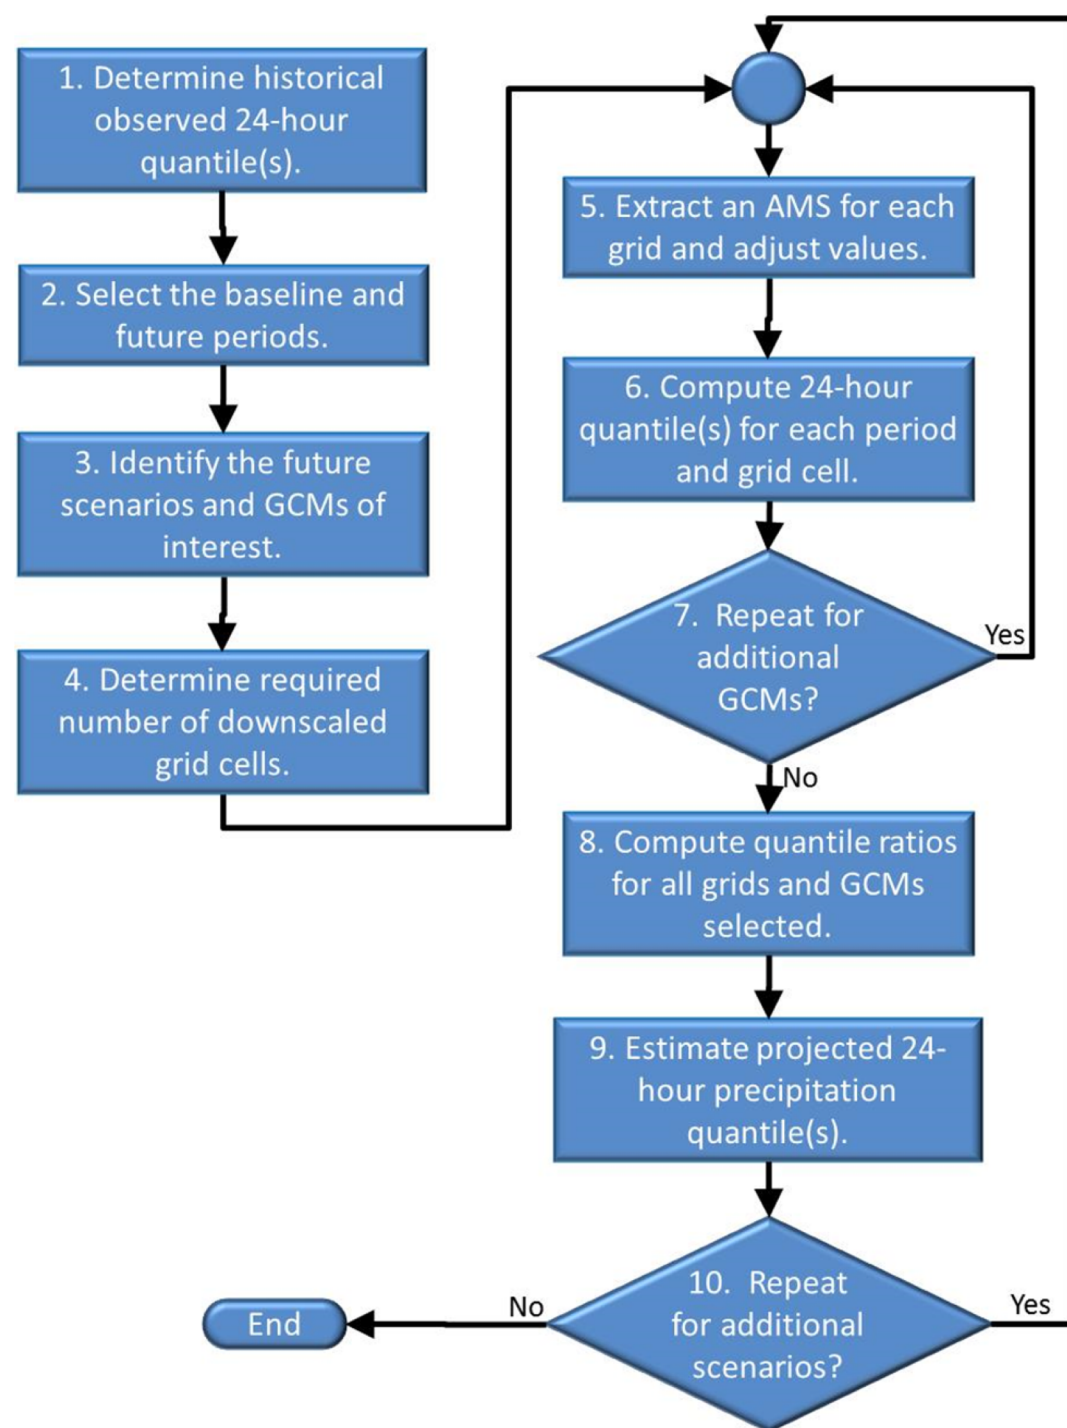 1. Determine historical
observed 24-hour
quantile(s).
2. Select the baseline and
future periods.
3. Identify the future
scenarios and GCMs of
interest.
4. Determine required
number of downscaled
grid cells.
5. Extract an AMS for each
grid and adjust values.
6. Compute 24-hour
quantile(s) for each period
and grid cell.
7.  Repeat for
additional
GCMs?
Yes
No
8. Compute quantile ratios
for all grids and GCMs
selected.
9. Estimate projected 24-
hour precipitation
quantile(s).
10.  Repeat
for additional
scenarios?
Yes
No
End